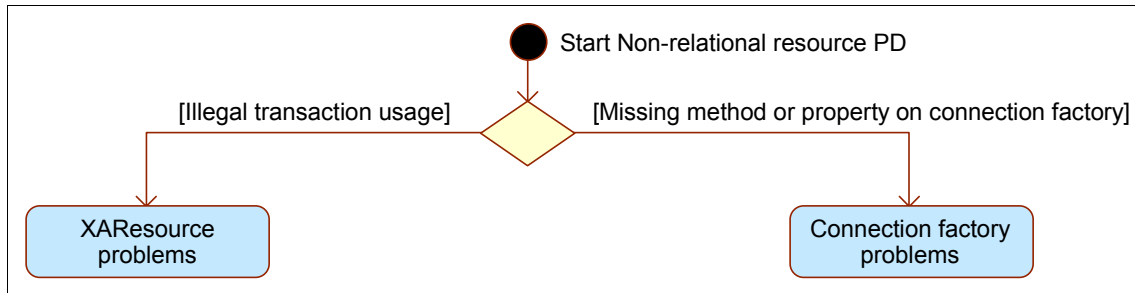 Start Non-relational resource PD
[Illegal transaction usage]
[Missing method or property on connection factory]
XAResource
problems
Connection factory
problems